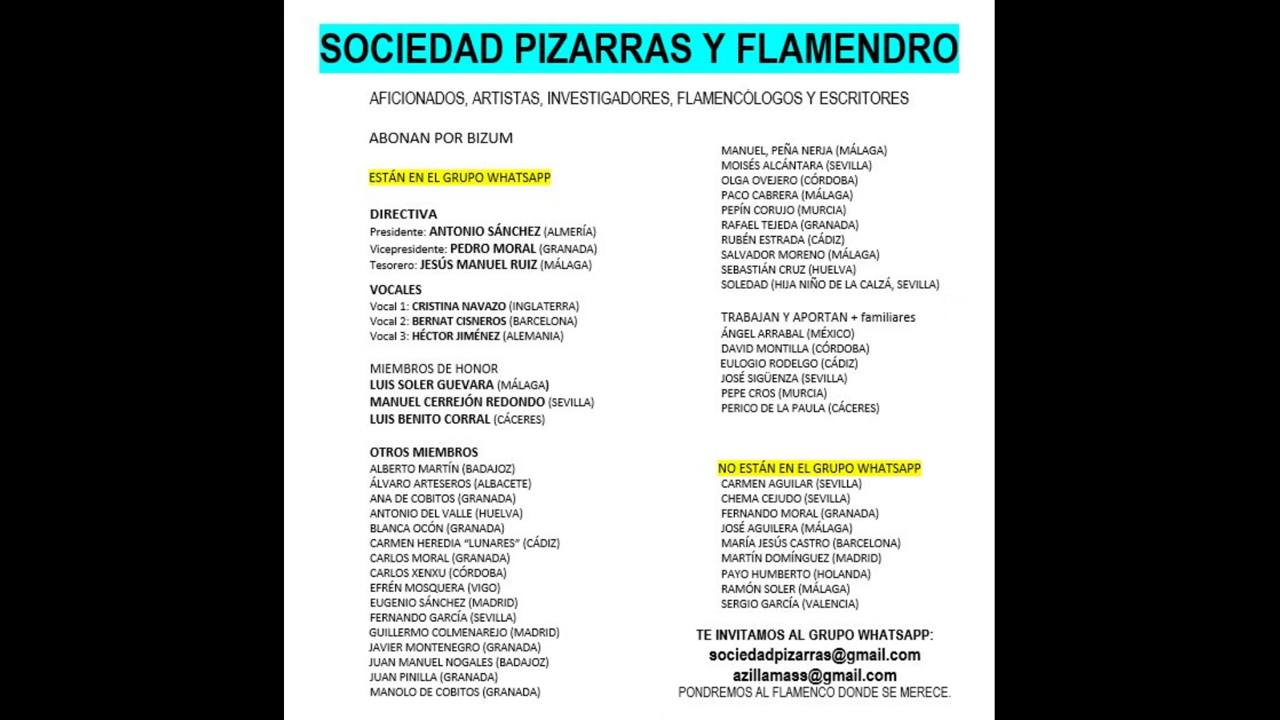 SOCIEDAD PIZARRAS Y FLAMENDRO
AFICIONADOS, ARTISTAS, INVESTIGADORES, FLAMENCÓLOGOS Y ESCRITORES
ABONAN POR BIZUM
ESTÁN EN EL GRUPO WHATSAPP
DIRECTIVA
Presidente: ANTONIO SÁNCHEZ (ALMERÍA)
Vicepresidente: PEDRO MORAL (GRANADA)
Tesorero: JESÚS MANUEL RUIZ (MÁLAGA)
VOCALES
Vocal 1: CRISTINA NAVAZO (INGLATERRA)
Vocal 2: BERNAT CISNEROS (BARCELONA)
Vocal 3: HÉCTOR JIMÉNEZ (ALEMANIA)
MIEMBROS DE HONOR
LUIS SOLER GUEVARA (MÁLAGA)
MANUEL CERREJÓN REDONDO (SEVILLA)
LUIS BENITO CORRAL (CÁCERES)
OTROS MIEMBROS
ALBERTO MARTÍN (BADAJOZ)
ÁLVARO ARTESEROS (ALBACETE)
ANA DE COBITOS (GRANADA)
ANTONIO DEL VALLE (HUELVA)
BLANCA OCÓN (GRANADA)
CARMEN HEREDIA “LUNARES” (CÁDIZ)
CARLOS MORAL (GRANADA)
CARLOS XENXU (CÓRDOBA)
EFRÉN MOSQUERA (VIGO)
EUGENIO SÁNCHEZ (MADRID)
FERNANDO GARCÍA (SEVILLA)
GUILLERMO COLMENAREJO (MADRID)
JAVIER MONTENEGRO (GRANADA)
JUAN MANUEL NOGALES (BADAJOZ)
JUAN PINILLA (GRANADA)
MANOLO DE COBITOS (GRANADA)
MANUEL, PEÑA NERJA (MÁLAGA)
MOISÉS ALCÁNTARA (SEVILLA)
OLGA OVEJERO (CÓRDOBA)
PACO CABRERA (MÁLAGA)
PEPÍN CORUJO (MURCIA)
RAFAEL TEJEDA (GRANADA)
RUBÉN ESTRADA (CÁDIZ)
SALVADOR MORENO (MÁLAGA)
SEBASTIÁN CRUZ (HUELVA)
SOLEDAD (HIJA NIÑO DE LA CALZÁ, SEVILLA)
TRABAJAN Y APORTAN + familiares
ÁNGEL ARRABAL (MÉXICO)
DAVID MONTILLA (CÓRDOBA)
EULOGIO RODELGO (CÁDIZ)
JOSÉ SIGÜENZA (SEVILLA)
PEPE CROS (MURCIA)
PERICO DE LA PAULA (CÁCERES)
NO ESTÁN EN EL GRUPO WHATSAPP
CARMEN AGUILAR (SEVILLA)
CHEMA CEJUDO (SEVILLA)
FERNANDO MORAL (GRANADA)
JOSÉ AGUILERA (MÁLAGA)
MARÍA JESÚS CASTRO (BARCELONA)
MARTÍN DOMÍNGUEZ (MADRID)
PAYO HUMBERTO (HOLANDA)
RAMÓN SOLER (MÁLAGA)
SERGIO GARCÍA (VALENCIA)
TE INVITAMOS AL GRUPO WHATSAPP:
sociedadpizarras@gmail.com
azillamass@gmail.com
PONDREMOS AL FLAMENCO DONDE SE MERECE.